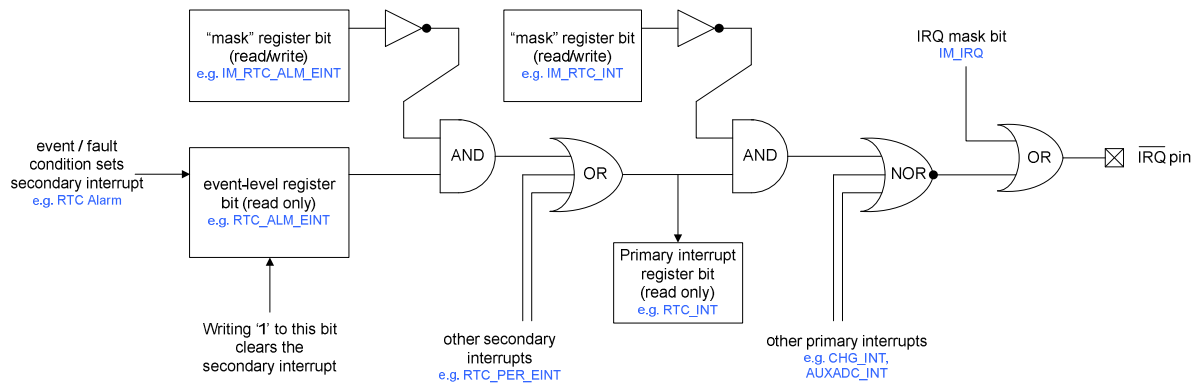 “mask” register bit
(read/write)
e.g. IM_RTC_ALM_EINT
“mask” register bit
(read/write)
e.g. IM_RTC_INT
IRQ mask bit
IM_IRQ
event / fault
condition sets
secondary interrupt
e.g. RTC Alarm
event-level register
bit (read only)
e.g. RTC_ALM_EINT
AND
OR
AND
NOR
OR
IRQ pin
Primary interrupt
register bit
(read only)
e.g. RTC_INT
Writing ‘1’ to this bit
clears the
secondary interrupt
other secondary
interrupts
e.g. RTC_PER_EINT
other primary interrupts
e.g. CHG_INT,
AUXADC_INT